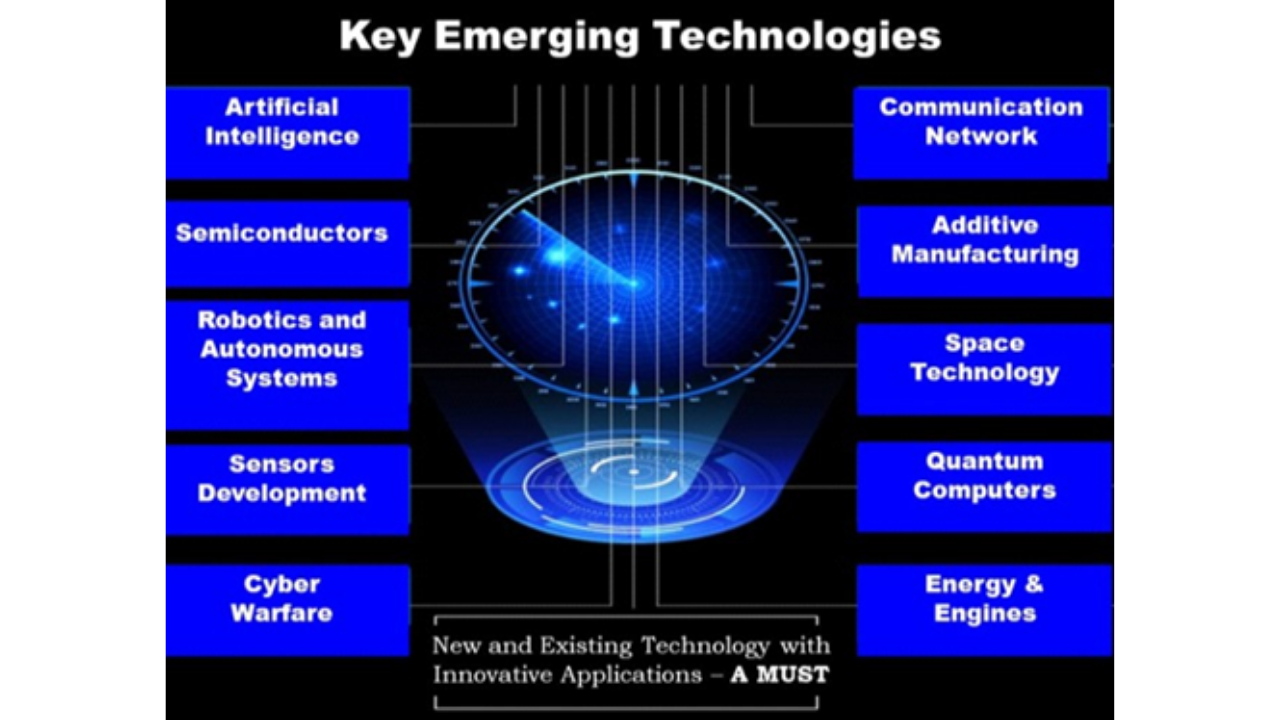 Key Emerging Technologies
Artificial
Intelligence
Semiconductors
Robotics and
Autonomous
Systems
Sensors
Development
Cyber
Warfare
Communication
Network
Additive
Manufacturing
Space
Technology
Quantum
Computers
Energy &
Engines
New and Existing Technology with
Innovative Applications – A MUST